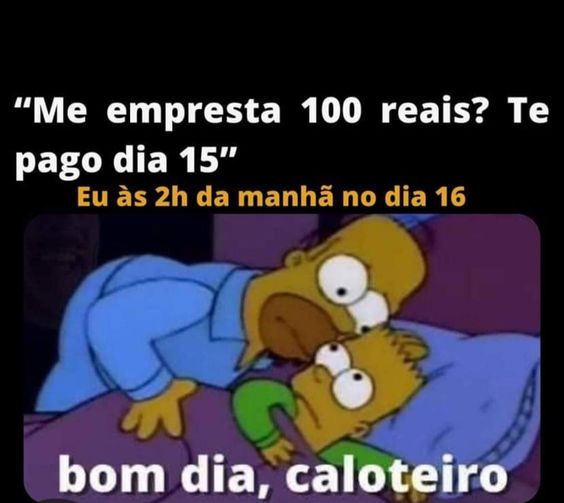 “Me empresta 100 reais? Te
pago dia 15”
Eu às 2h da manhã no dia 16
bom dia, caloteiro